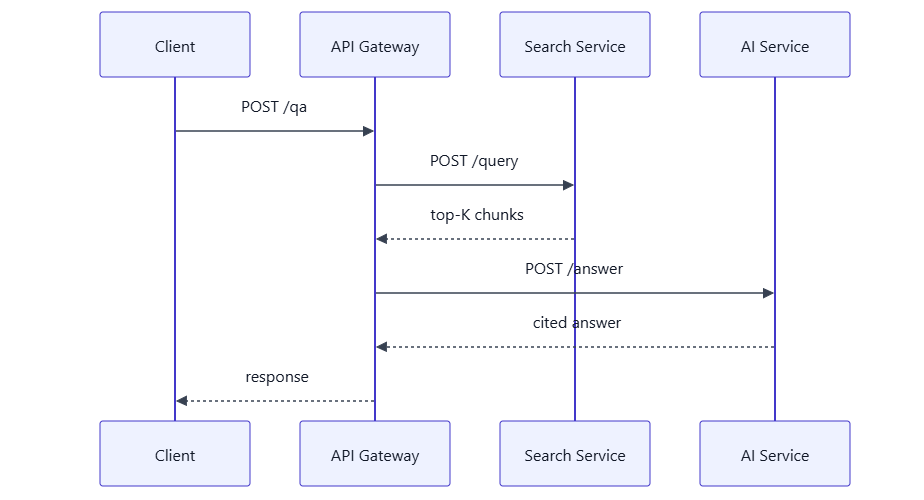 Client
API Gateway
Search Service
AI Service
POST /qa
POST /query
top-K chunks
POST /answer
cited answer
response
Client
API Gateway
Search Service
AI Service